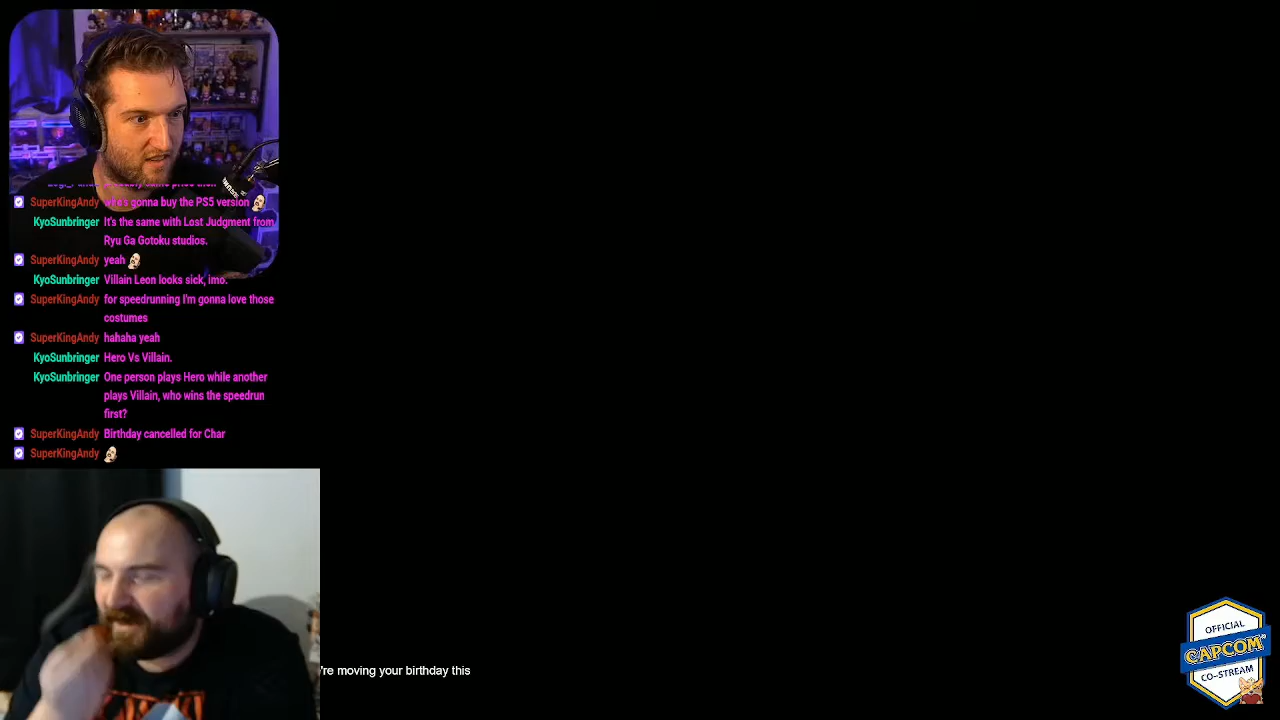 SuperKingAndy who's gonna buy the PS5 version
KyoSunbringer It's the same with Lost Judgment from
Ryu Ga Gotoku studios.
SuperKingAndy yeah
KyoSunbringer Villain Leon looks sick, imo.
SuperKingAndy for speedrunning I'm gonna love those
costumes
SuperKingAndy hahaha yeah
KyoSunbringer Hero Vs Villain.
KyoSunbringer One person plays Hero while another
plays Villain, who wins the speedrun
first?
SuperKingAndy Birthday cancelled for Char
SuperKingAndy
're moving your birthday this
OFFICIAL
CAPCOM
CO-STREAM